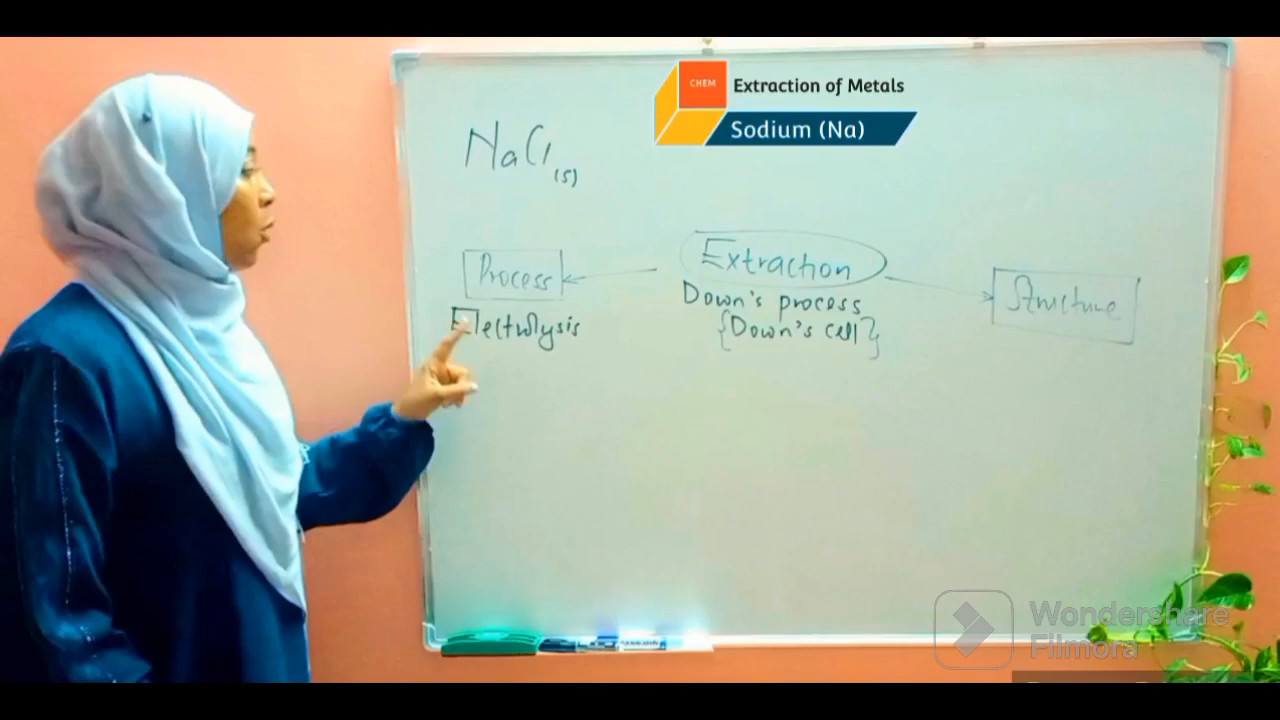 CHEM
Extraction of Metals
Sodium (Na)
NaCl(s)
Process
Extraction
Structure
Electrolysis
Down's process
{Down's cell}
Wondershare
Filmora